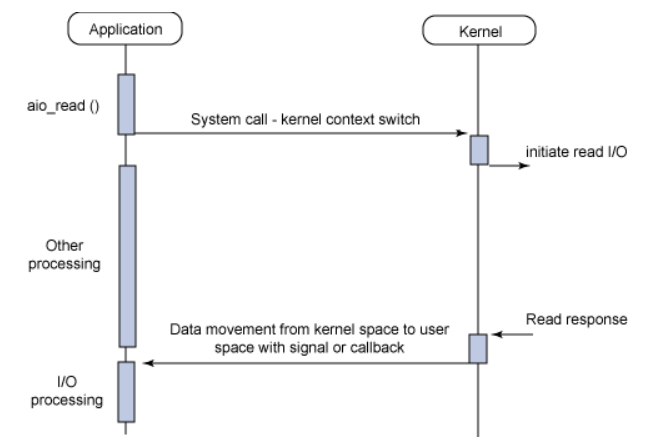 Application
Kernel
aio_read ()
System call - kernel context switch
initiate read I/O
Other
processing
Read response
Data movement from kernel space to user
space with signal or callback
I/O
processing